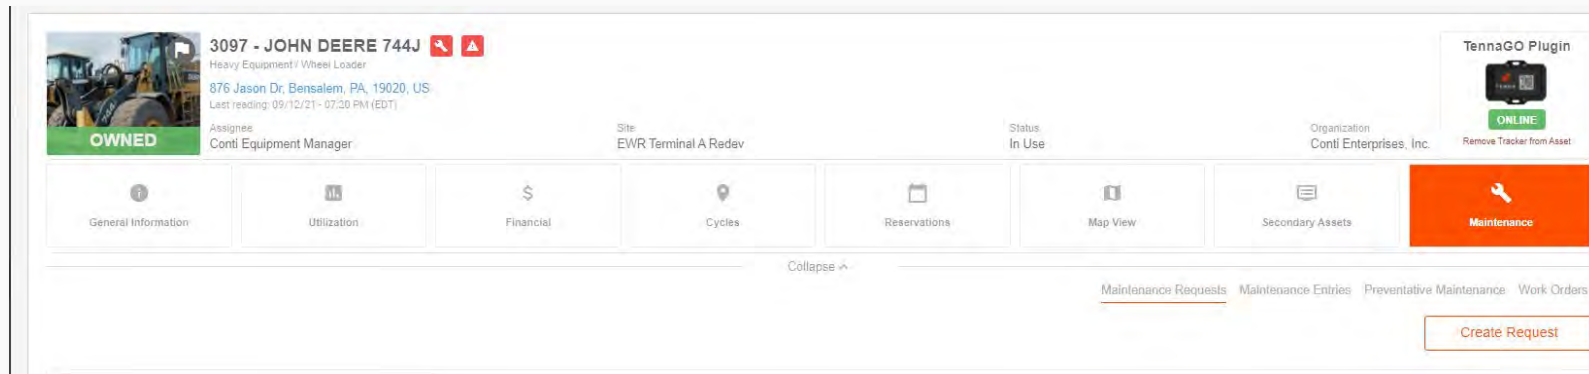 3097 - JOHN DEERE 744J
Heavy Equipment / Wheel Loader
876 Jason Dr, Bensalem, PA, 19020, US
Last reading: 09/12/21 - 07:20 PM (EDT)
OWNED
Assignee
Conti Equipment Manager
Site
EWR Terminal A Redev
Status
In Use
Organization
Conti Enterprises, Inc.
TennaGO Plugin
ONLINE
Remove Tracker from Asset
General Information
Utilization
Financial
Cycles
Reservations
Map View
Secondary Assets
Maintenance
Collapse
Maintenance Requests Maintenance Entries Preventative Maintenance Work Orders
Create Request